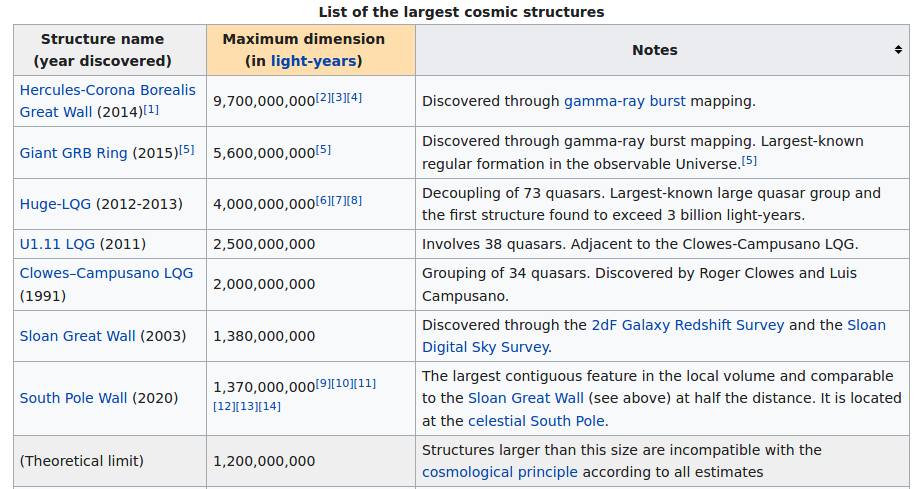 List of the largest cosmic structures
Structure name
(year discovered)
Maximum dimension
(in light-years)
Notes
Hercules-Corona Borealis
Great Wall (2014)[1]
9,700,000,000[2][3][4]
Discovered through gamma-ray burst mapping.
Giant GRB Ring (2015)[5]
5,600,000,000[5]
Discovered through gamma-ray burst mapping. Largest-known
regular formation in the observable Universe.[5]
Huge-LQG (2012-2013)
4,000,000,000[6][7][8]
Decoupling of 73 quasars. Largest-known large quasar group and
the first structure found to exceed 3 billion light-years.
U1.11 LQG (2011)
2,500,000,000
Involves 38 quasars. Adjacent to the Clowes-Campusano LQG.
Clowes–Campusano LQG
(1991)
2,000,000,000
Grouping of 34 quasars. Discovered by Roger Clowes and Luis
Campusano.
Sloan Great Wall (2003)
1,380,000,000
Discovered through the 2dF Galaxy Redshift Survey and the Sloan
Digital Sky Survey.
South Pole Wall (2020)
1,370,000,000[9][10][11]
[12][13][14]
The largest contiguous feature in the local volume and comparable
to the Sloan Great Wall (see above) at half the distance. It is located
at the celestial South Pole.
(Theoretical limit)
1,200,000,000
Structures larger than this size are incompatible with the
cosmological principle according to all estimates